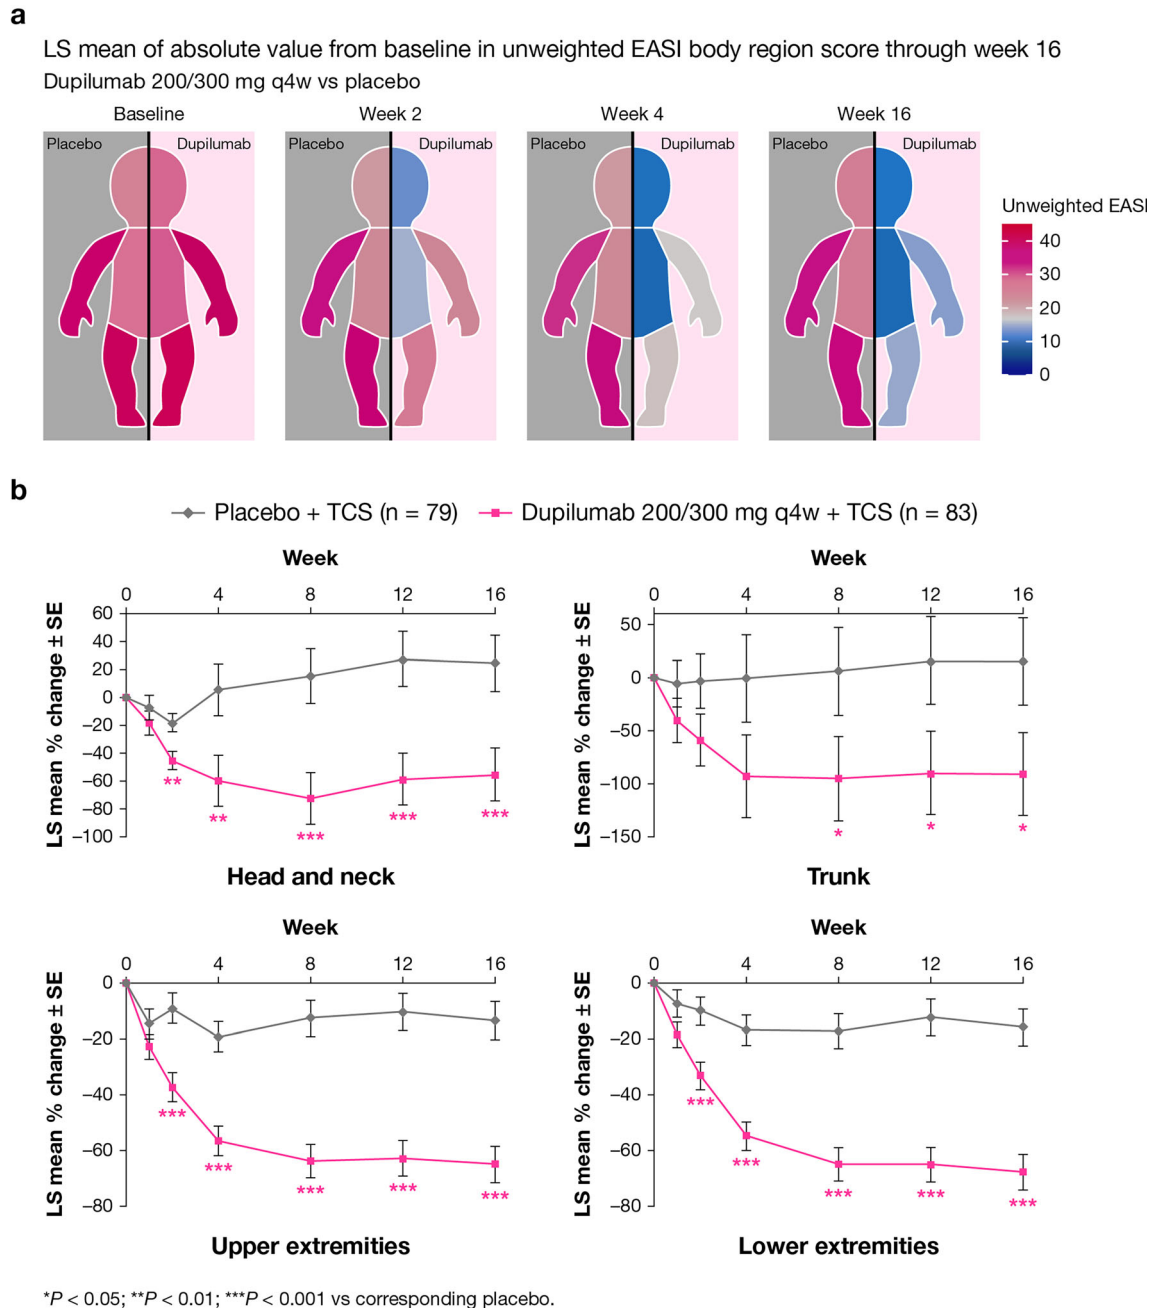 a
LS mean of absolute value from baseline in unweighted EASI body region score through week 16
Dupilumab 200/300 mg q4w vs placebo
Baseline
Week 2
Week 4
Week 16
Placebo
Dupilumab
Placebo
Dupilumab
Placebo
Dupilumab
Placebo
Dupilumab
Unweighted EASI
40
30
20
10
0
b
Placebo + TCS (n = 79)
Dupilumab 200/300 mg q4w + TCS (n = 83)
Week
0 4 8 12 16
LS mean % change ± SE
60
40
20
0
−20
−40
−60
−80
−100
**
**
***
***
***
Head and neck
Week
0 4 8 12 16
LS mean % change ± SE
50
0
−50
−100
−150
*
*
*
Trunk
Week
0 4 8 12 16
LS mean % change ± SE
0
−20
−40
−60
−80
***
***
***
***
***
Upper extremities
Week
0 4 8 12 16
LS mean % change ± SE
0
−20
−40
−60
−80
***
***
***
***
***
Lower extremities
*P < 0.05; **P < 0.01; ***P < 0.001 vs corresponding placebo.